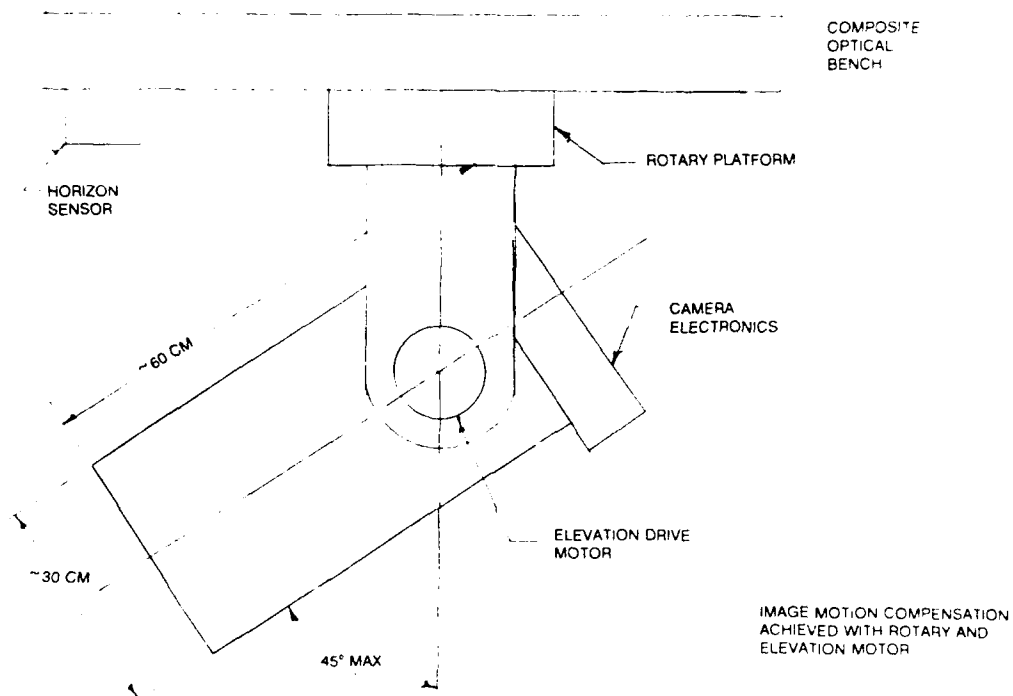 COMPOSITE
OPTICAL
BENCH
ROTARY PLATFORM
HORIZON
SENSOR
CAMERA
ELECTRONICS
~60 CM
ELEVATION DRIVE
MOTOR
~30 CM
IMAGE MOTION COMPENSATION
ACHIEVED WITH ROTARY AND
ELEVATION MOTOR
45° MAX